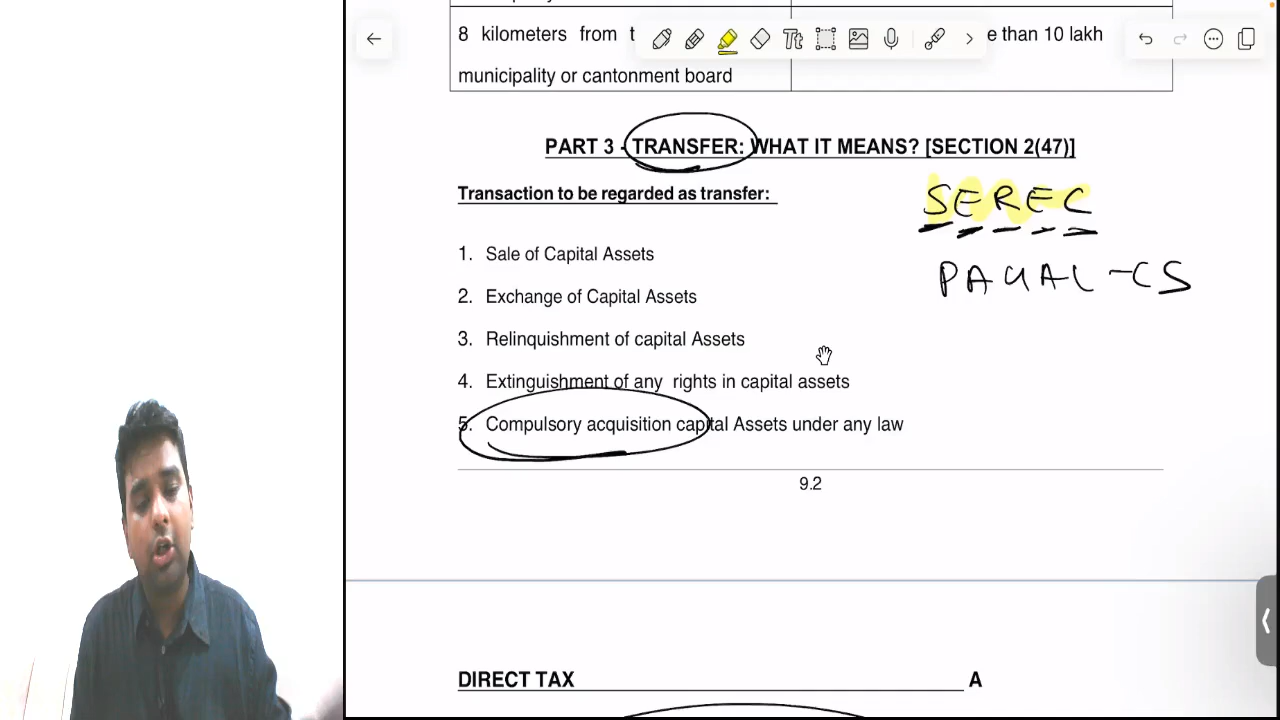 8 kilometers from t
e than 10 lakh
municipality or cantonment board
PART 3 - TRANSFER: WHAT IT MEANS? [SECTION 2(47)]
Transaction to be regarded as transfer:
SEREC
1. Sale of Capital Assets
PAGAL-CS
2. Exchange of Capital Assets
3. Relinquishment of capital Assets
4. Extinguishment of any rights in capital assets
5. Compulsory acquisition capital Assets under any law
9.2
DIRECT TAX A